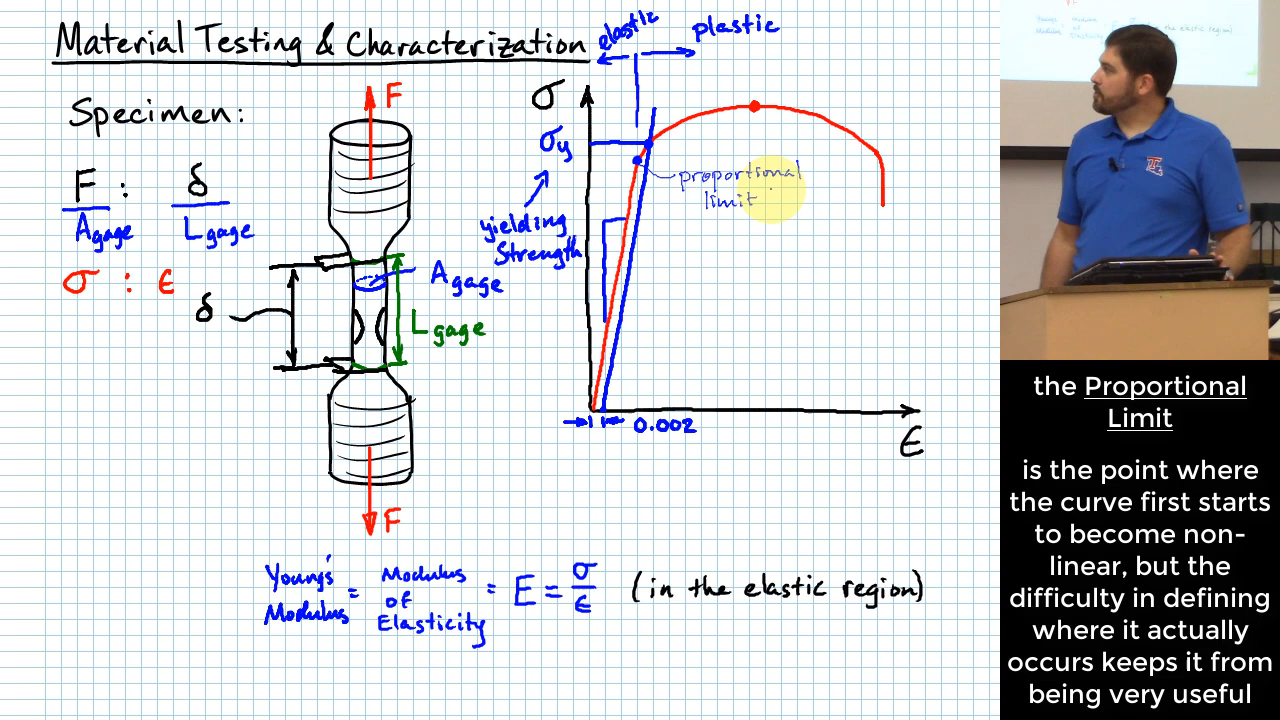 Material Testing & Characterization
elastic
plastic
Specimen:
F
σ
F : δ
Agage Lgage
σ : ε
σy
proportional
limit
yielding
Strength
Agage
Lgage
δ
0.002
ε
F
Young's
Modulus
=
Modulus
of
Elasticity
= E = σ/ε (in the elastic region)
the Proportional
Limit
is the point where
the curve first starts
to become non-
linear, but the
difficulty in defining
where it actually
occurs keeps it from
being very useful